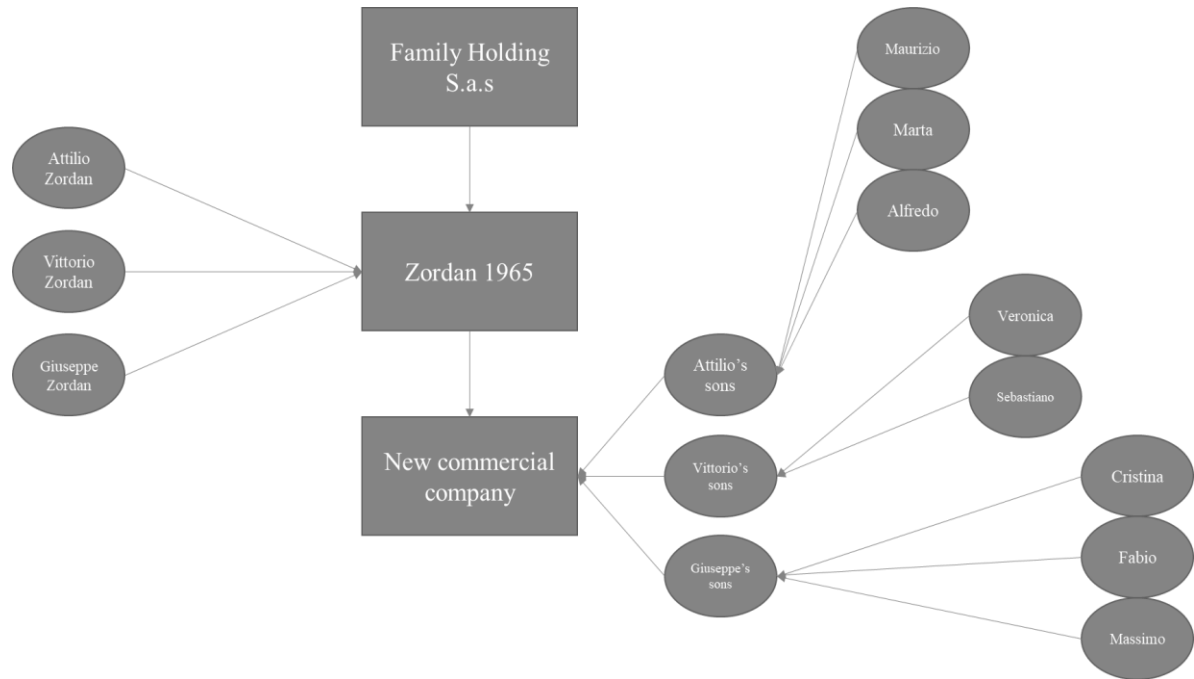 Family Holding
S.a.s
Attilio
Zordan
Vittorio
Zordan
Giuseppe
Zordan
Zordan 1965
New commercial
company
Attilio's
sons
Vittorio's
sons
Giuseppe's
sons
Maurizio
Marta
Alfredo
Veronica
Sebastiano
Cristina
Fabio
Massimo